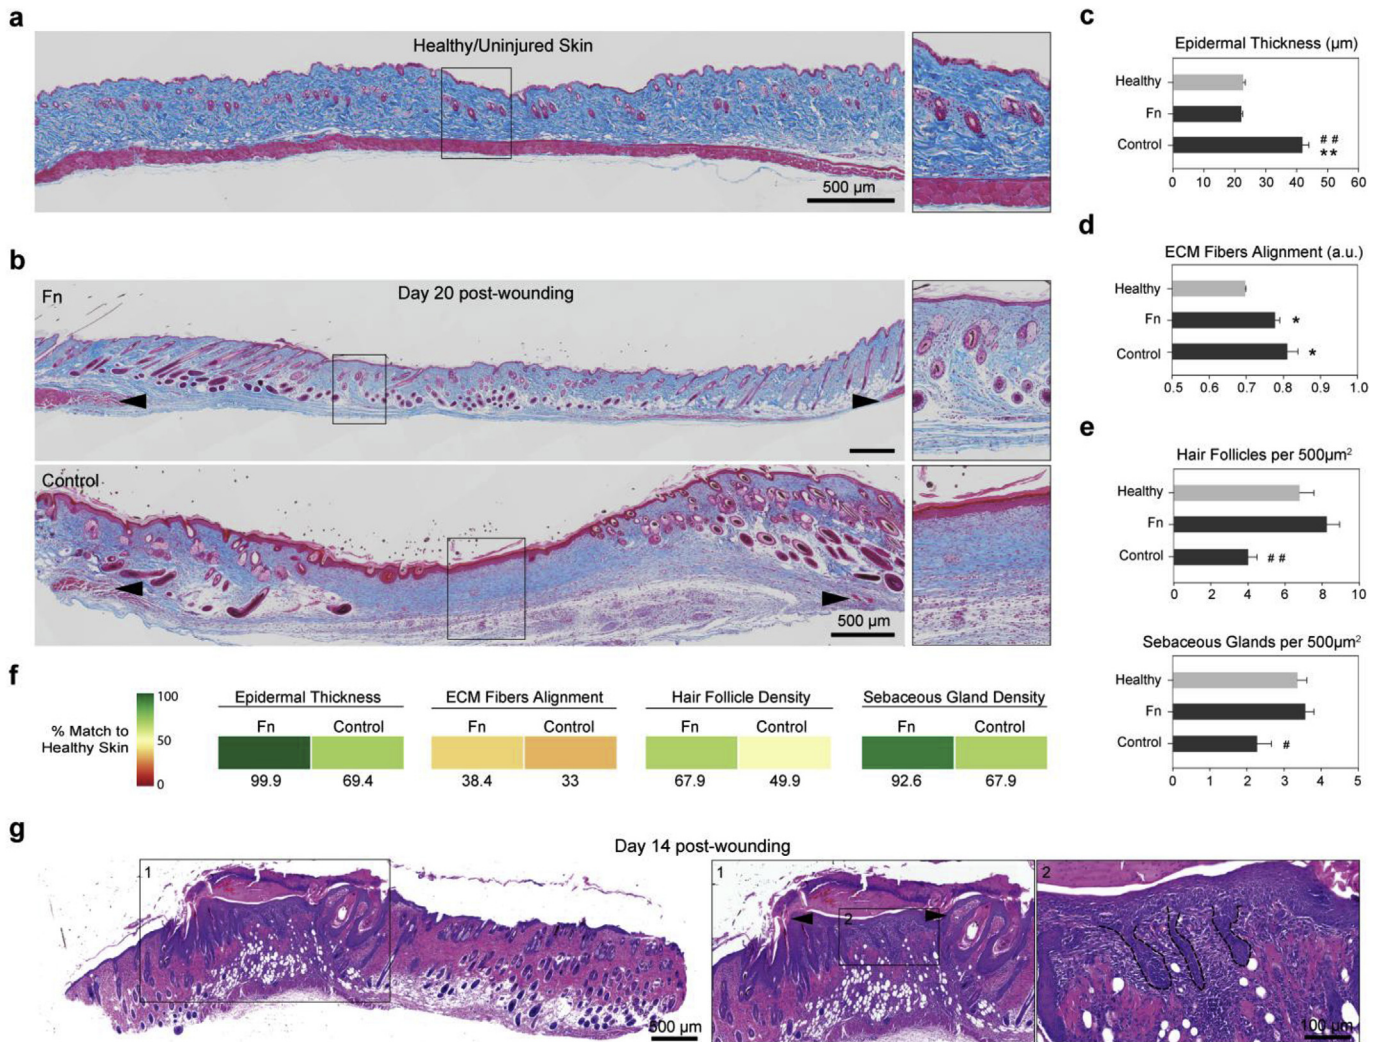 a
Healthy/Uninjured Skin
500 µm
b
Fn
Day 20 post-wounding
Control
500 µm
c
Epidermal Thickness (µm)
Healthy
Fn
Control
# #
**
0 10 20 30 40 50 60
d
ECM Fibers Alignment (a.u.)
Healthy
Fn *
Control *
0.5 0.6 0.7 0.8 0.9 1.0
e
Hair Follicles per 500µm²
Healthy
Fn
Control # #
0 2 4 6 8 10
Sebaceous Glands per 500µm²
Healthy
Fn
Control #
0 1 2 3 4 5
f
% Match to
Healthy Skin
100
50
0
Epidermal Thickness ECM Fibers Alignment Hair Follicle Density Sebaceous Gland Density
Fn Control Fn Control Fn Control Fn Control
99.9 69.4 38.4 33 67.9 49.9 92.6 67.9
g
Day 14 post-wounding
1 1 2
2
500 µm 100 µm